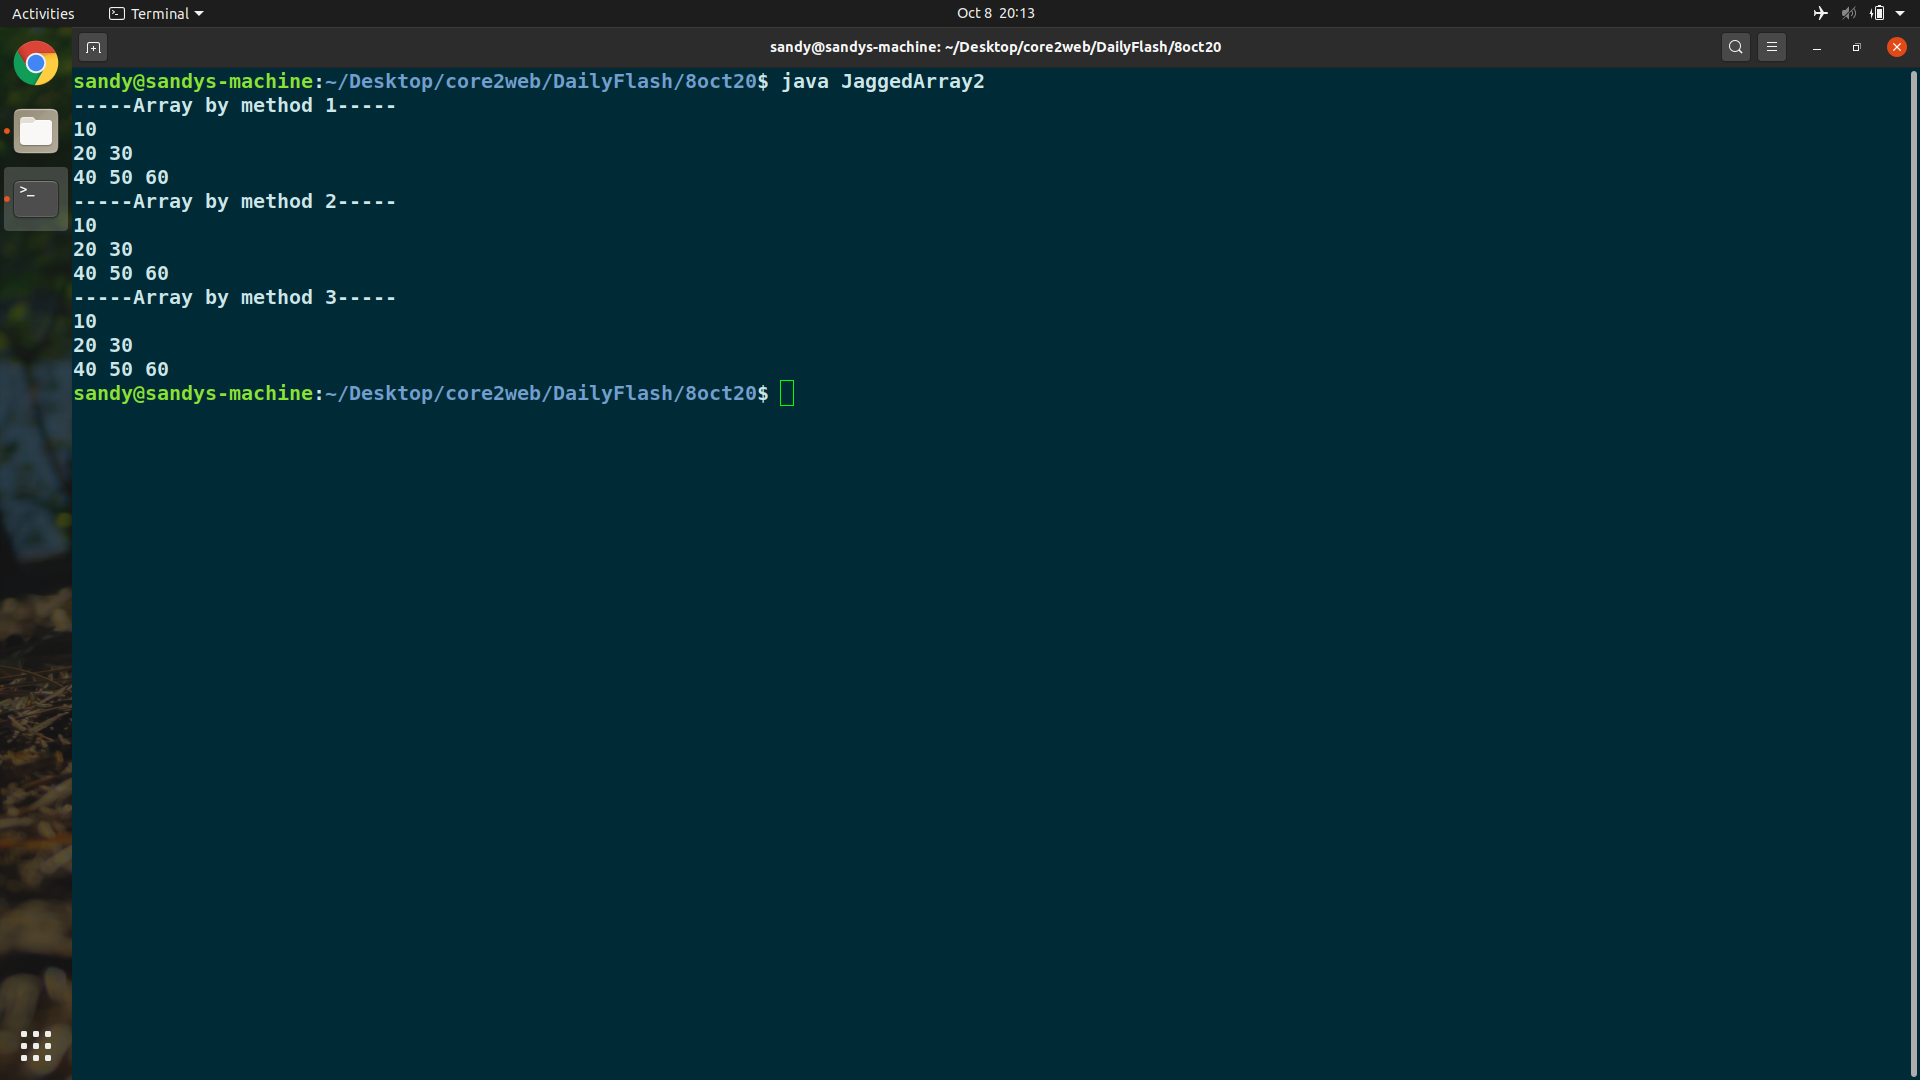 Activities
Terminal
Oct 8 20:13
sandy@sandys-machine: ~/Desktop/core2web/DailyFlash/8oct20
sandy@sandys-machine:~/Desktop/core2web/DailyFlash/8oct20$ java JaggedArray2
-----Array by method 1-----
10
20 30
40 50 60
-----Array by method 2-----
10
20 30
40 50 60
-----Array by method 3-----
10
20 30
40 50 60
sandy@sandys-machine:~/Desktop/core2web/DailyFlash/8oct20$